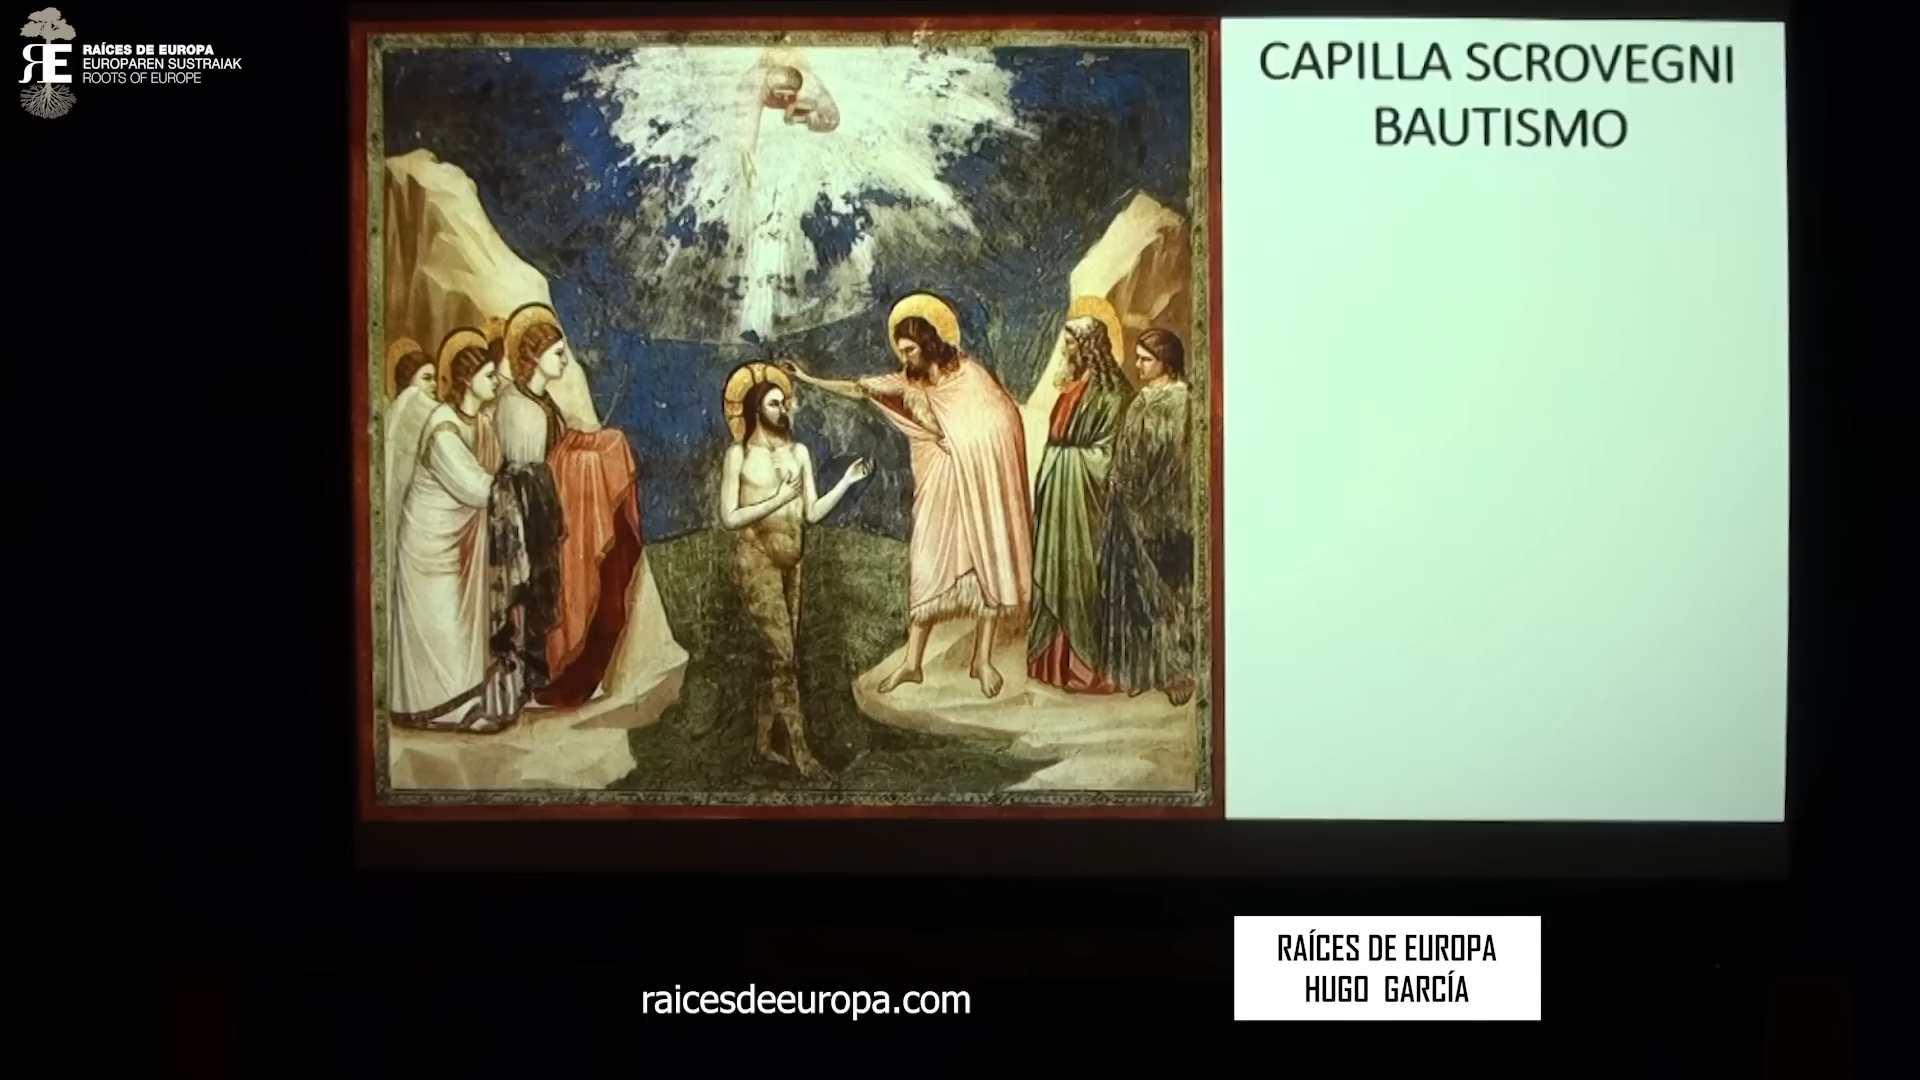 RAÍCES DE EUROPA
EUROPAREN SUSTRAIAK
ROOTS OF EUROPE
CAPILLA SCROVEGNI
BAUTISMO
RAÍCES DE EUROPA
HUGO GARCÍA
raicesdeeuropa.com